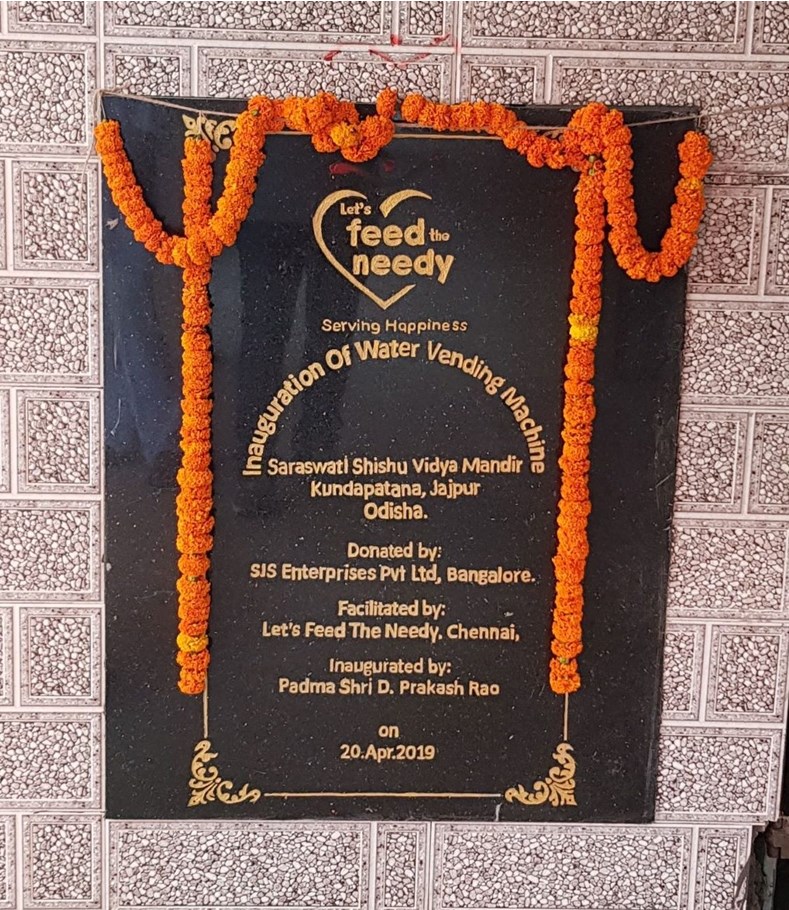 Let's
feed the
needy
Serving Happiness
Inauguration Of Water Vending Machine
Saraswati Shishu Vidya Mandir
Kundapatana, Jajpur
Odisha.
Donated by:
SJS Enterprises Pvt Ltd, Bangalore.
Facilitated by:
Let's Feed The Needy, Chennai,
Inaugurated by:
Padma Shri D. Prakash Rao
on
20.Apr.2019